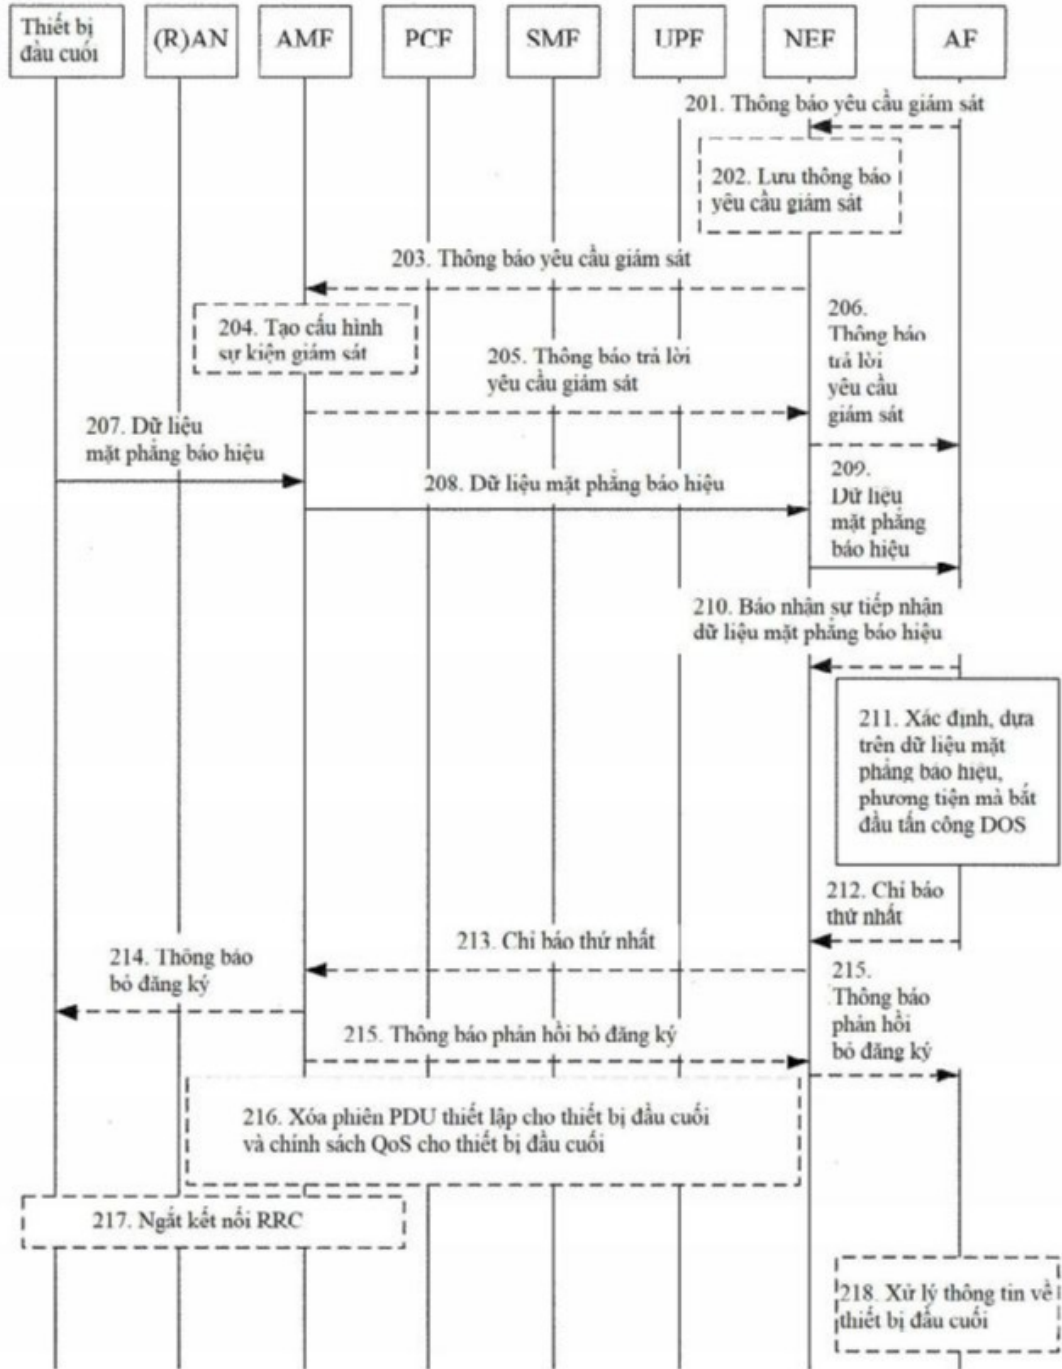 Thiết bị
đầu cuối
(R)AN
AMF
PCF
SMF
UPF
NEF
AF
201. Thông báo yêu cầu giám sát
202. Lưu thông báo
yêu cầu giám sát
203. Thông báo yêu cầu giám sát
204. Tạo cấu hình
sự kiện giám sát
205. Thông báo trả lời
yêu cầu giám sát
206.
Thông báo
trả lời
yêu cầu
giám sát
207. Dữ liệu
mặt phẳng báo hiệu
208. Dữ liệu mặt phẳng báo hiệu
209.
Dữ liệu
mặt phẳng
báo hiệu
210. Báo nhận sự tiếp nhận
dữ liệu mặt phẳng báo hiệu
211. Xác định, dựa
trên dữ liệu mặt
phẳng báo hiệu,
phương tiện mà bắt
đầu tấn công DOS
212. Chỉ báo
thứ nhất
213. Chỉ báo thứ nhất
214. Thông báo
bỏ đăng ký
215. Thông báo phản hồi bỏ đăng ký
215.
Thông báo
phản hồi
bỏ đăng ký
216. Xóa phiên PDU thiết lập cho thiết bị đầu cuối
và chính sách QoS cho thiết bị đầu cuối
217. Ngắt kết nối RRC
218. Xử lý thông tin về
thiết bị đầu cuối